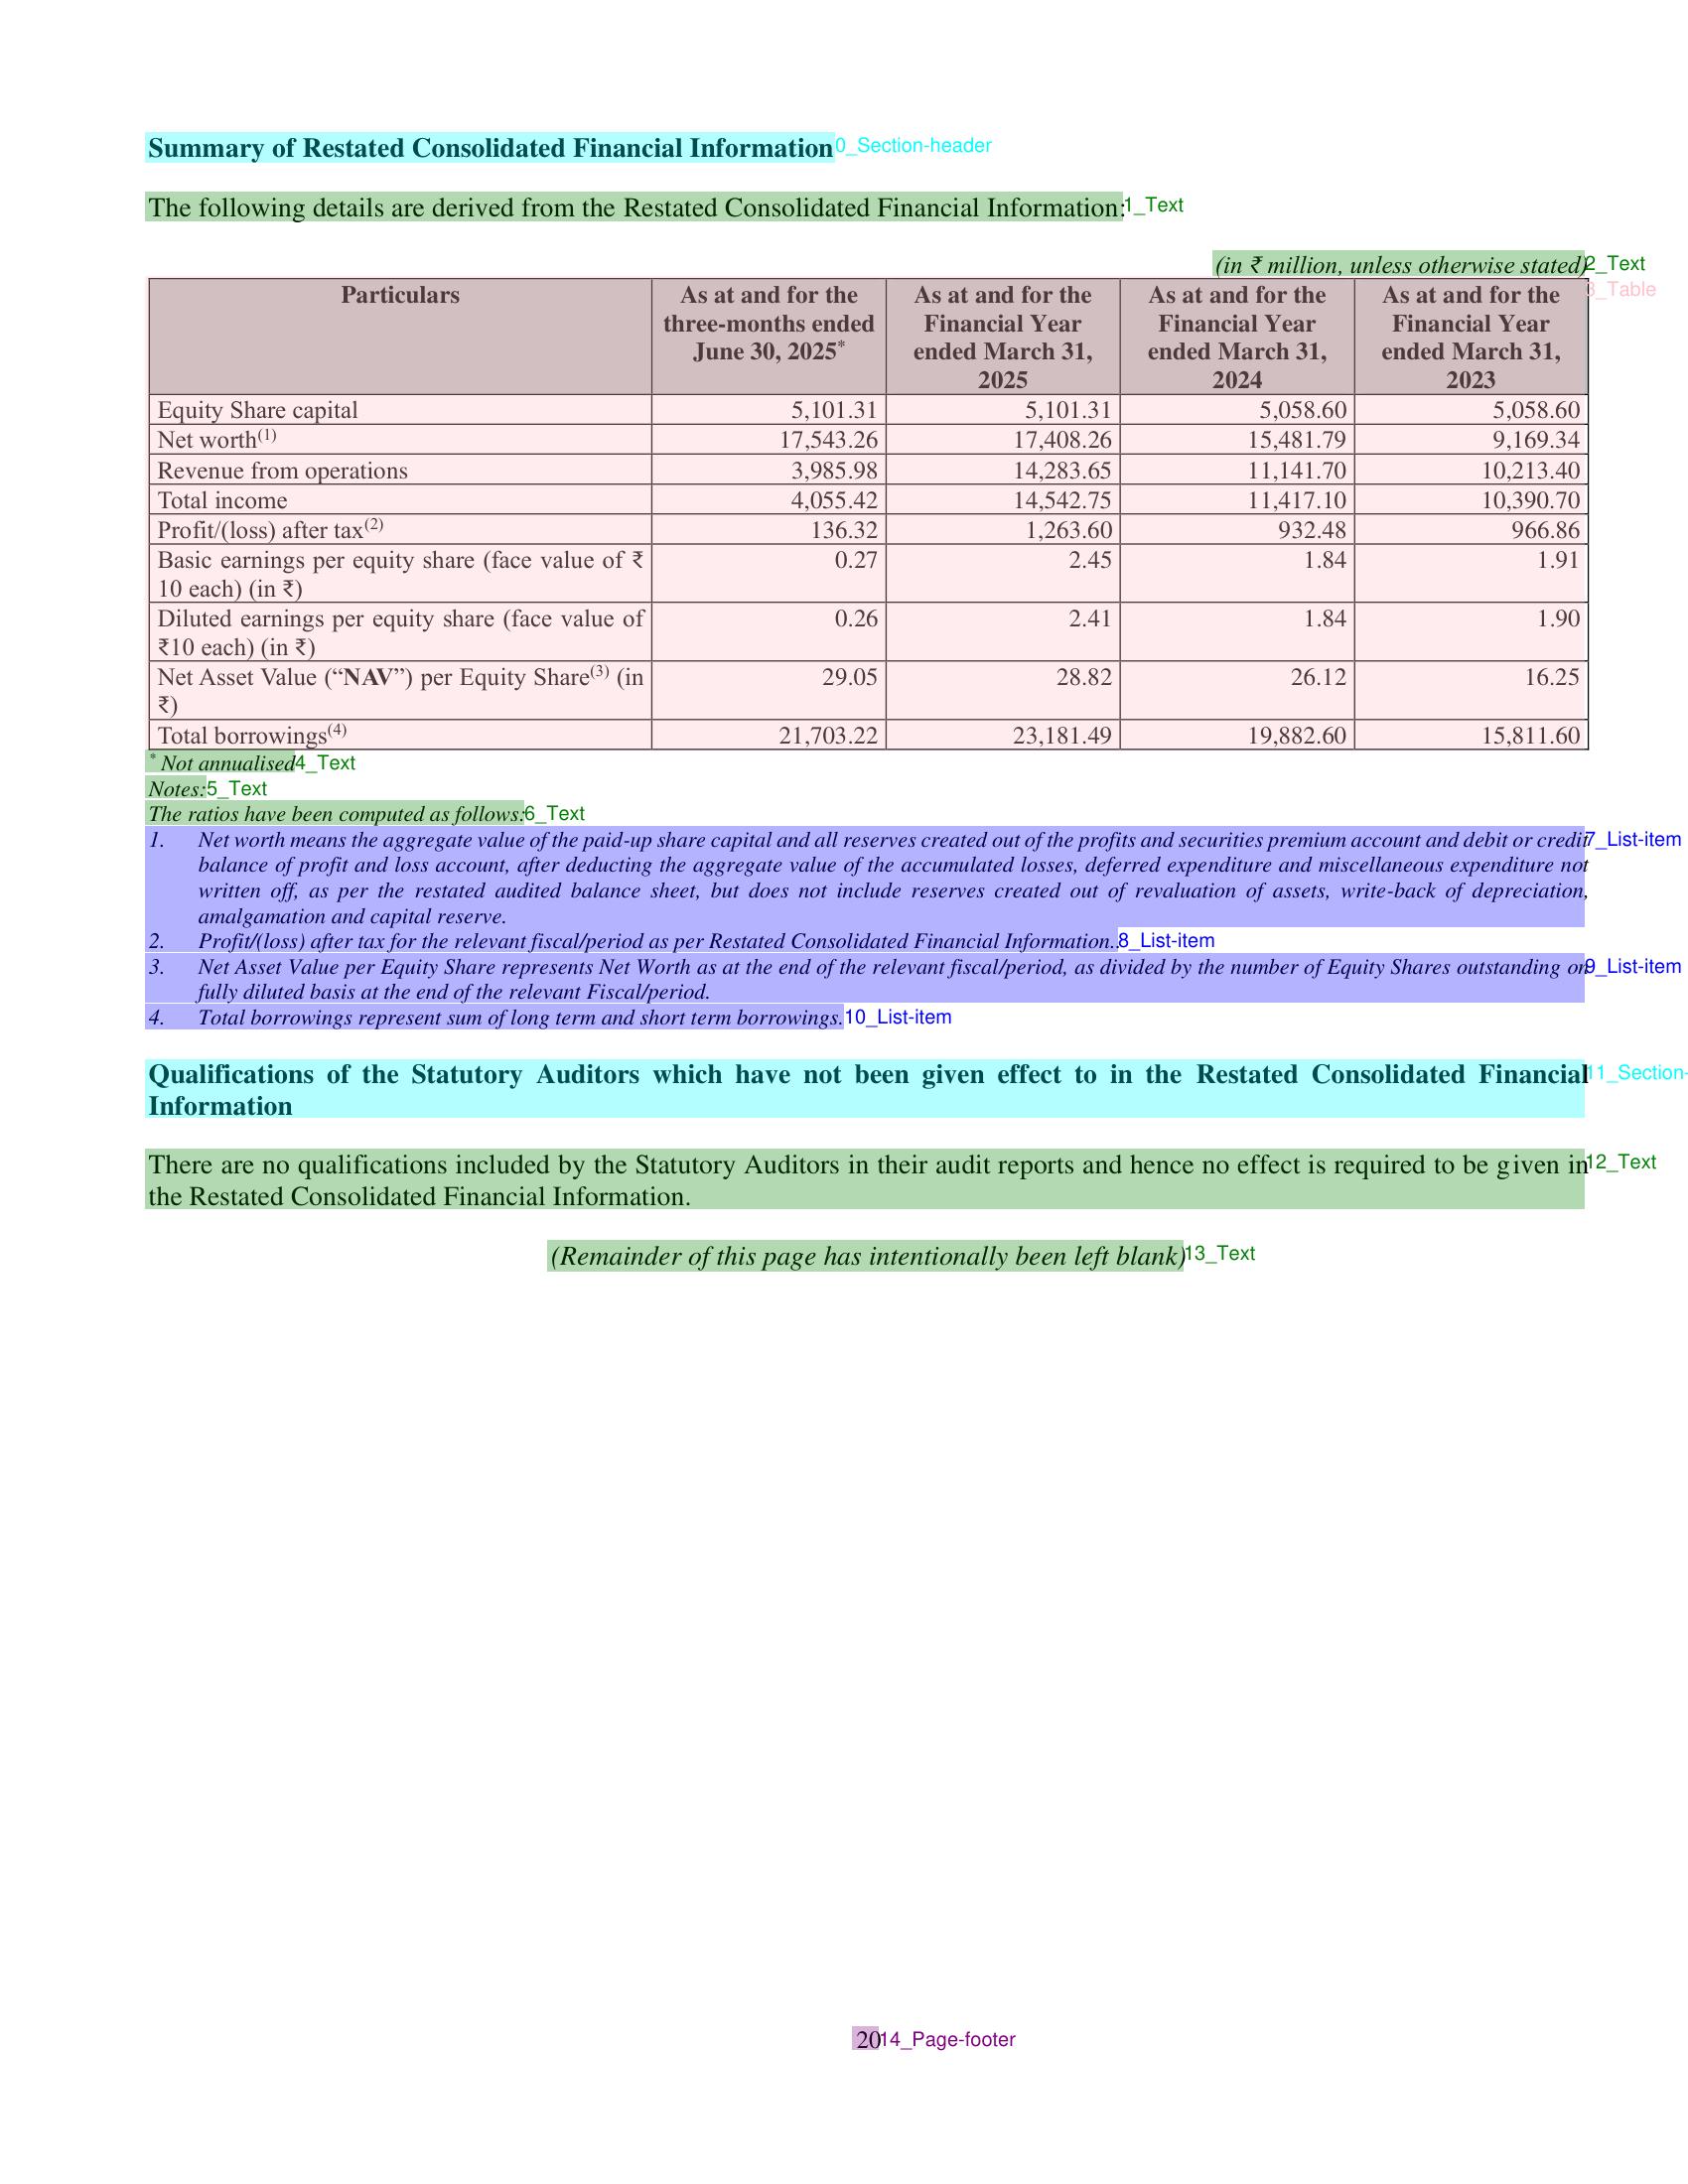 Summary of Restated Consolidated Financial Information 0_Section-header
The following details are derived from the Restated Consolidated Financial Information: 1_Text
(in ₹ million, unless otherwise stated) 2_Text
3_Table
Particulars | As at and for the three-months ended June 30, 2025* | As at and for the Financial Year ended March 31, 2025 | As at and for the Financial Year ended March 31, 2024 | As at and for the Financial Year ended March 31, 2023
Equity Share capital 5,101.31 5,101.31 5,058.60 5,058.60
Net worth(1) 17,543.26 17,408.26 15,481.79 9,169.34
Revenue from operations 3,985.98 14,283.65 11,141.70 10,213.40
Total income 4,055.42 14,542.75 11,417.10 10,390.70
Profit/(loss) after tax(2) 136.32 1,263.60 932.48 966.86
Basic earnings per equity share (face value of ₹ 0.27 2.45 1.84 1.91
10 each) (in ₹)
Diluted earnings per equity share (face value of 0.26 2.41 1.84 1.90
₹10 each) (in ₹)
Net Asset Value (“NAV”) per Equity Share(3) (in 29.05 28.82 26.12 16.25
₹)
Total borrowings(4) 21,703.22 23,181.49 19,882.60 15,811.60
* Not annualised 4_Text
Notes: 5_Text
The ratios have been computed as follows: 6_Text
1. Net worth means the aggregate value of the paid-up share capital and all reserves created out of the profits and securities premium account and debit or credit 7_List-item
balance of profit and loss account, after deducting the aggregate value of the accumulated losses, deferred expenditure and miscellaneous expenditure not
written off, as per the restated audited balance sheet, but does not include reserves created out of revaluation of assets, write-back of depreciation,
amalgamation and capital reserve.
2. Profit/(loss) after tax for the relevant fiscal/period as per Restated Consolidated Financial Information.. 8_List-item
3. Net Asset Value per Equity Share represents Net Worth as at the end of the relevant fiscal/period, as divided by the number of Equity Shares outstanding on 9_List-item
fully diluted basis at the end of the relevant Fiscal/period.
4. Total borrowings represent sum of long term and short term borrowings. 10_List-item
Qualifications of the Statutory Auditors which have not been given effect to in the Restated Consolidated Financial 11_Section-
Information
There are no qualifications included by the Statutory Auditors in their audit reports and hence no effect is required to be given in 12_Text
the Restated Consolidated Financial Information.
(Remainder of this page has intentionally been left blank) 13_Text
20 14_Page-footer